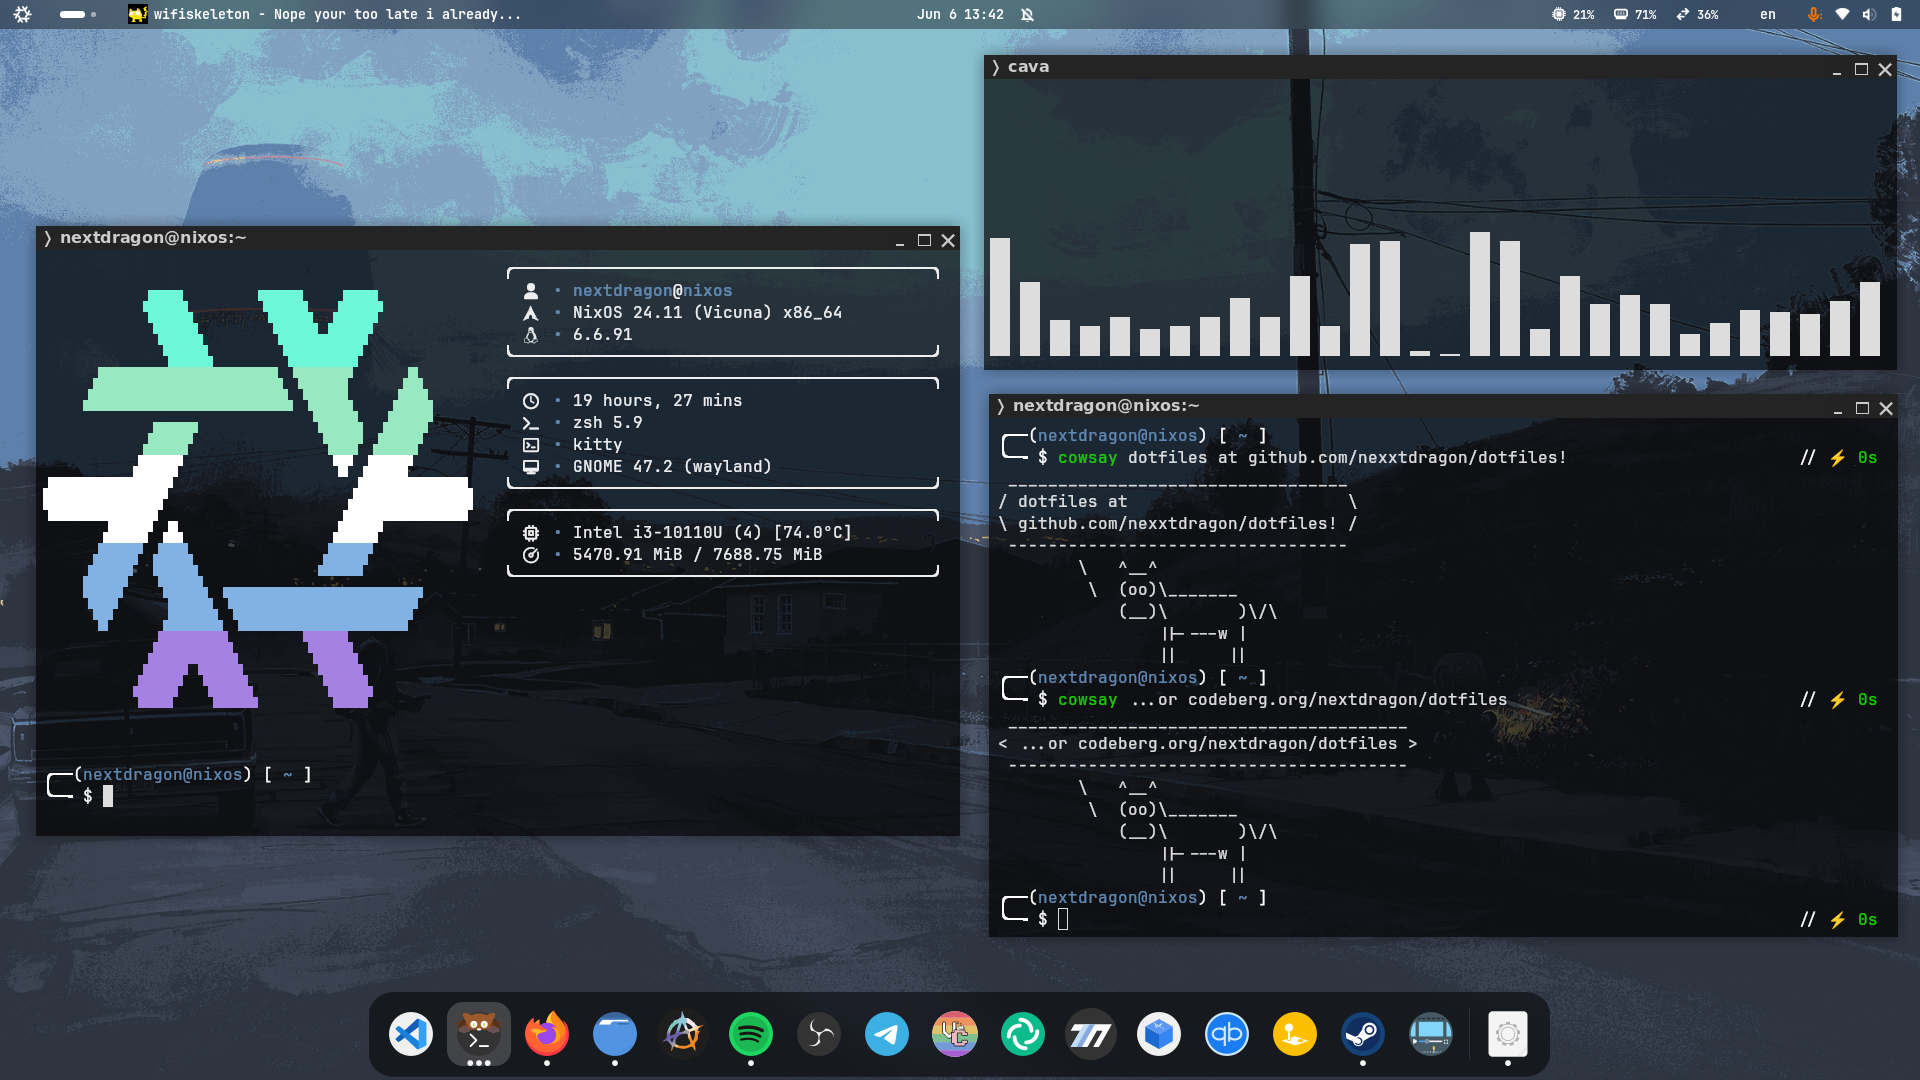 wifiskeleton - Nope your too late i already...
Jun 6 13:42
21%
71%
36%
en
❭ cava
❭ nextdragon@nixos:~
nextdragon@nixos
NixOS 24.11 (Vicuna) x86_64
6.6.91
19 hours, 27 mins
zsh 5.9
kitty
GNOME 47.2 (wayland)
Intel i3-10110U (4) [74.0°C]
5470.91 MiB / 7688.75 MiB
(nextdragon@nixos) [ ~ ]
$
❭ nextdragon@nixos:~
(nextdragon@nixos) [ ~ ]
$ cowsay dotfiles at github.com/nexxtdragon/dotfiles! // ⚡ 0s
__________________________________
/ dotfiles at \
\ github.com/nexxtdragon/dotfiles! /
----------------------------------
\ ^__^
\ (oo)\_______
(__)\ )\/\
||----w |
|| ||
(nextdragon@nixos) [ ~ ]
$ cowsay ...or codeberg.org/nextdragon/dotfiles // ⚡ 0s
________________________________________
< ...or codeberg.org/nextdragon/dotfiles >
----------------------------------------
\ ^__^
\ (oo)\_______
(__)\ )\/\
||----w |
|| ||
(nextdragon@nixos) [ ~ ]
$ // ⚡ 0s
qb